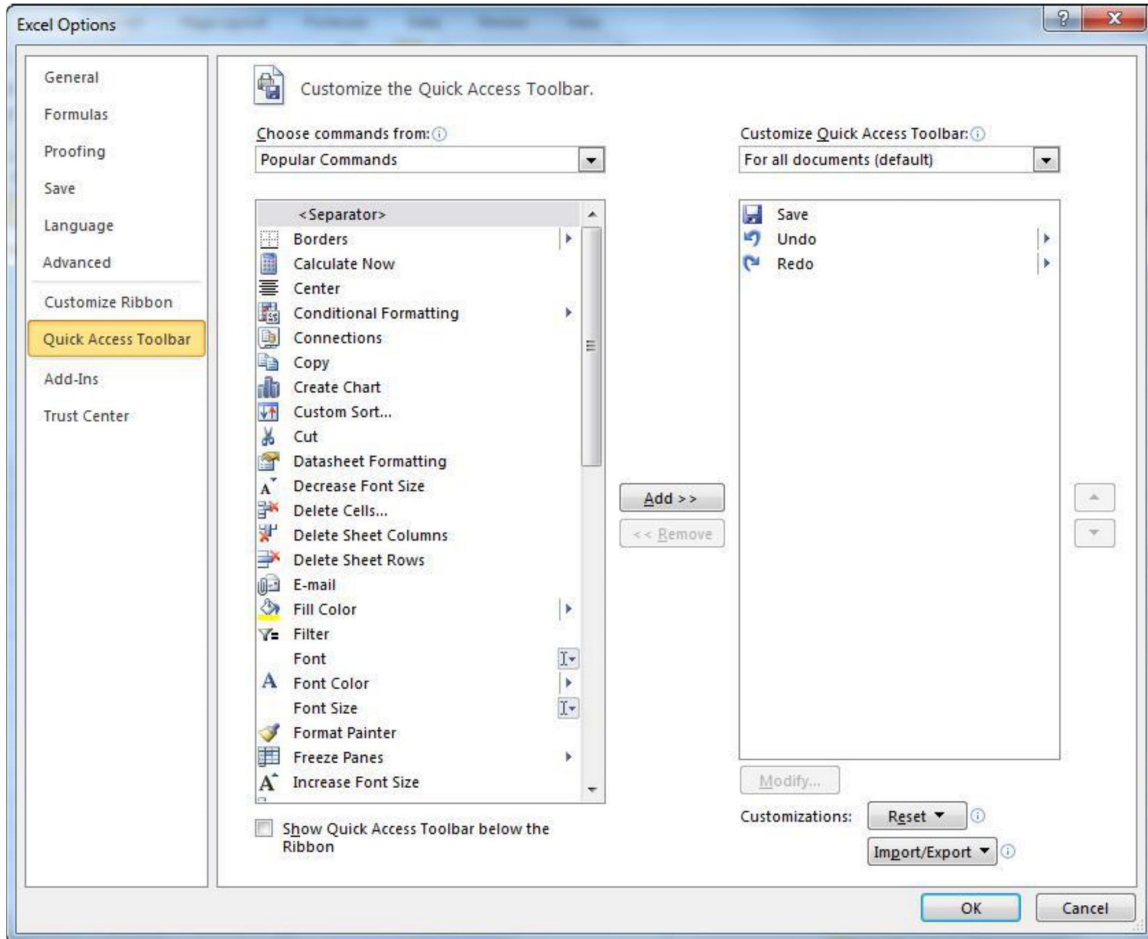 Excel Options
General
Formulas
Proofing
Save
Language
Advanced
Customize Ribbon
Quick Access Toolbar
Add-Ins
Trust Center
Customize the Quick Access Toolbar.
Choose commands from:
Popular Commands
<Separator>
Borders
Calculate Now
Center
Conditional Formatting
Connections
Copy
Create Chart
Custom Sort...
Cut
Datasheet Formatting
Decrease Font Size
Delete Cells...
Delete Sheet Columns
Delete Sheet Rows
E-mail
Fill Color
Filter
Font
Font Color
Font Size
Format Painter
Freeze Panes
Increase Font Size
Show Quick Access Toolbar below the
Ribbon
Add >>
<< Remove
Customize Quick Access Toolbar:
For all documents (default)
Save
Undo
Redo
Modify...
Customizations:
Reset
Import/Export
OK
Cancel